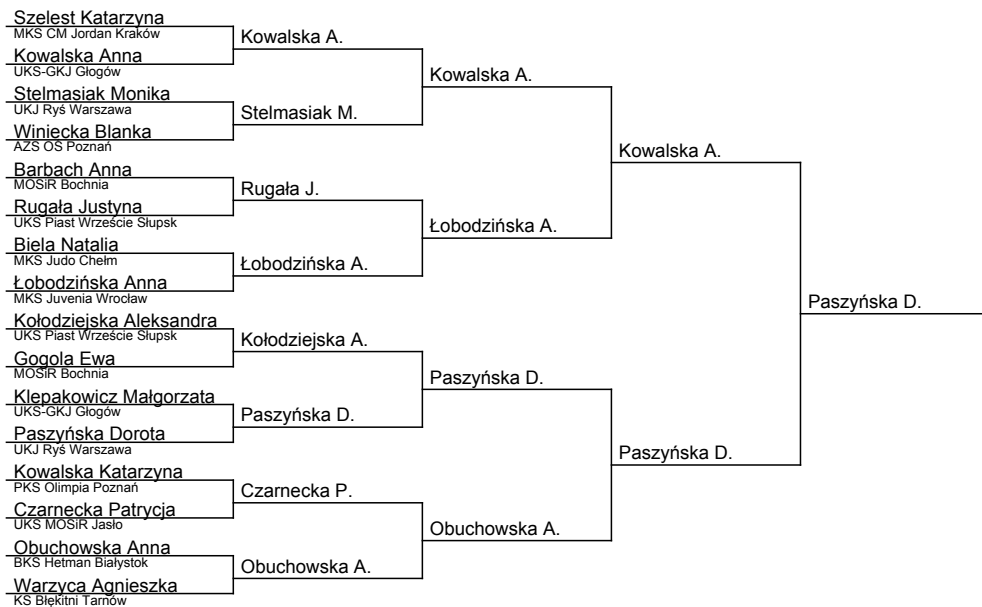 Szelest Katarzyna
MKS CM Jordan Kraków
Kowalska Anna
UKS-GKJ Głogów
Stelmasiak Monika
UKJ Ryś Warszawa
Winiecka Blanka
AZS OŚ Poznań
Barbach Anna
MOSiR Bochnia
Rugała Justyna
UKS Piast Wrzeście Słupsk
Biela Natalia
MKS Judo Chełm
Łobodzińska Anna
MKS Juvenia Wrocław
Kołodziejska Aleksandra
UKS Piast Wrzeście Słupsk
Gogola Ewa
MOSiR Bochnia
Klepakowicz Małgorzata
UKS-GKJ Głogów
Paszyńska Dorota
UKJ Ryś Warszawa
Kowalska Katarzyna
PKS Olimpia Poznań
Czarnecka Patrycja
UKS MOSiR Jasło
Obuchowska Anna
BKS Hetman Białystok
Warzyca Agnieszka
KS Błękitni Tarnów
Kowalska A.
Stelmasiak M.
Rugała J.
Łobodzińska A.
Kołodziejska A.
Paszyńska D.
Czarnecka P.
Obuchowska A.
Kowalska A.
Łobodzińska A.
Paszyńska D.
Obuchowska A.
Kowalska A.
Paszyńska D.
Paszyńska D.